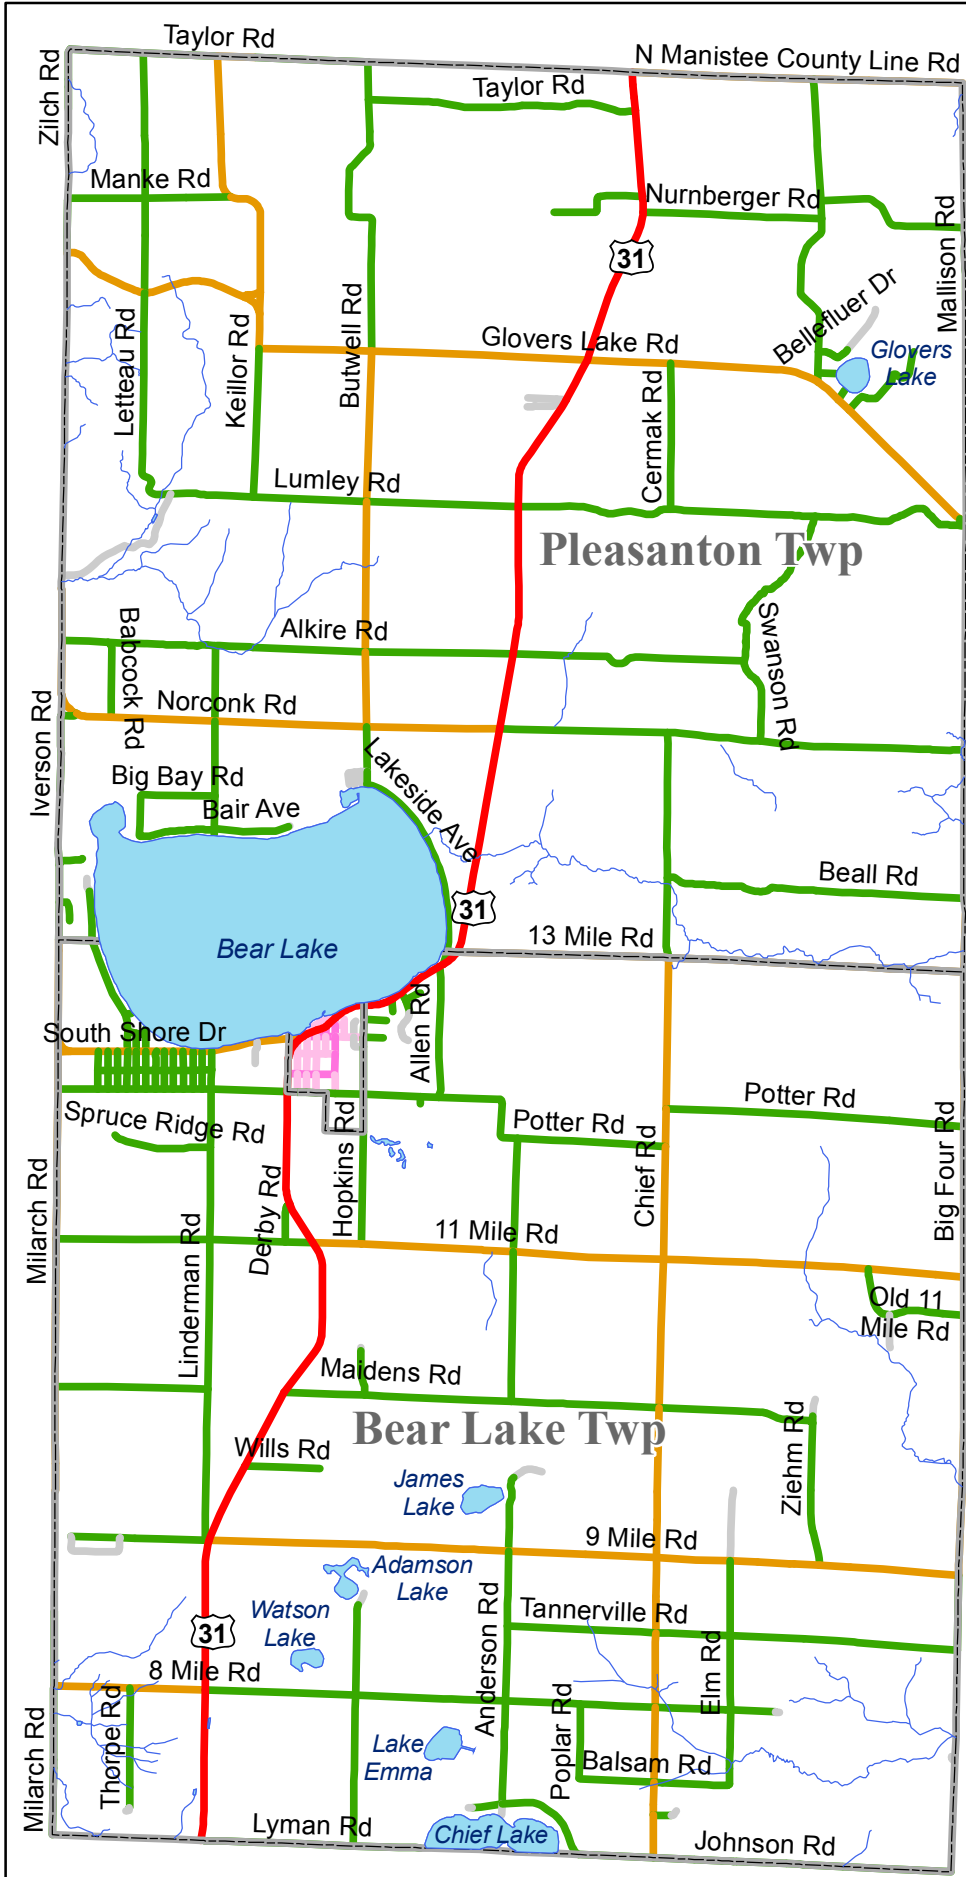 Taylor Rd
N Manistee County Line Rd
Zilch Rd
Taylor Rd
Manke Rd
Nurnberger Rd
Mallison Rd
31
Bellefluer Dr
Letteau Rd
Keillor Rd
Butwell Rd
Glovers Lake Rd
Glovers
Lake
Cermak Rd
Lumley Rd
Pleasanton Twp
Babcock Rd
Alkire Rd
Swanson Rd
Iverson Rd
Norconk Rd
Lakeside Ave
Big Bay Rd
Bair Ave
Beall Rd
31
Bear Lake
13 Mile Rd
South Shore Dr
Allen Rd
Spruce Ridge Rd
Potter Rd
Potter Rd
Milarch Rd
Derby Rd
Hopkins Rd
Chief Rd
Big Four Rd
11 Mile Rd
Linderman Rd
Old 11
Mile Rd
Maidens Rd
Bear Lake Twp
Wills Rd
Ziehm Rd
James
Lake
9 Mile Rd
Adamson
Lake
Watson
Lake
Anderson Rd
Tannerville Rd
31
8 Mile Rd
Elm Rd
Thorpe Rd
Poplar Rd
Milarch Rd
Lake
Emma
Balsam Rd
Lyman Rd
Chief Lake
Johnson Rd